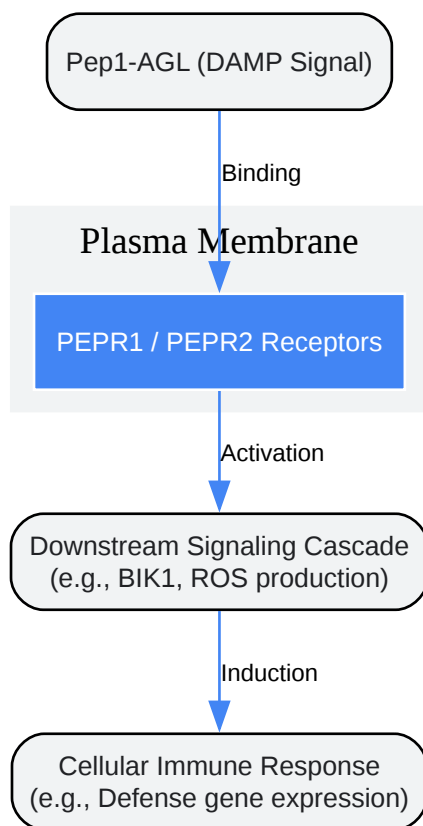 Pep1-AGL (DAMP Signal)
Binding
Plasma Membrane
PEPR1 / PEPR2 Receptors
Activation
Downstream Signaling Cascade
(e.g., BIK1, ROS production)
Induction
Cellular Immune Response
(e.g., Defense gene expression)